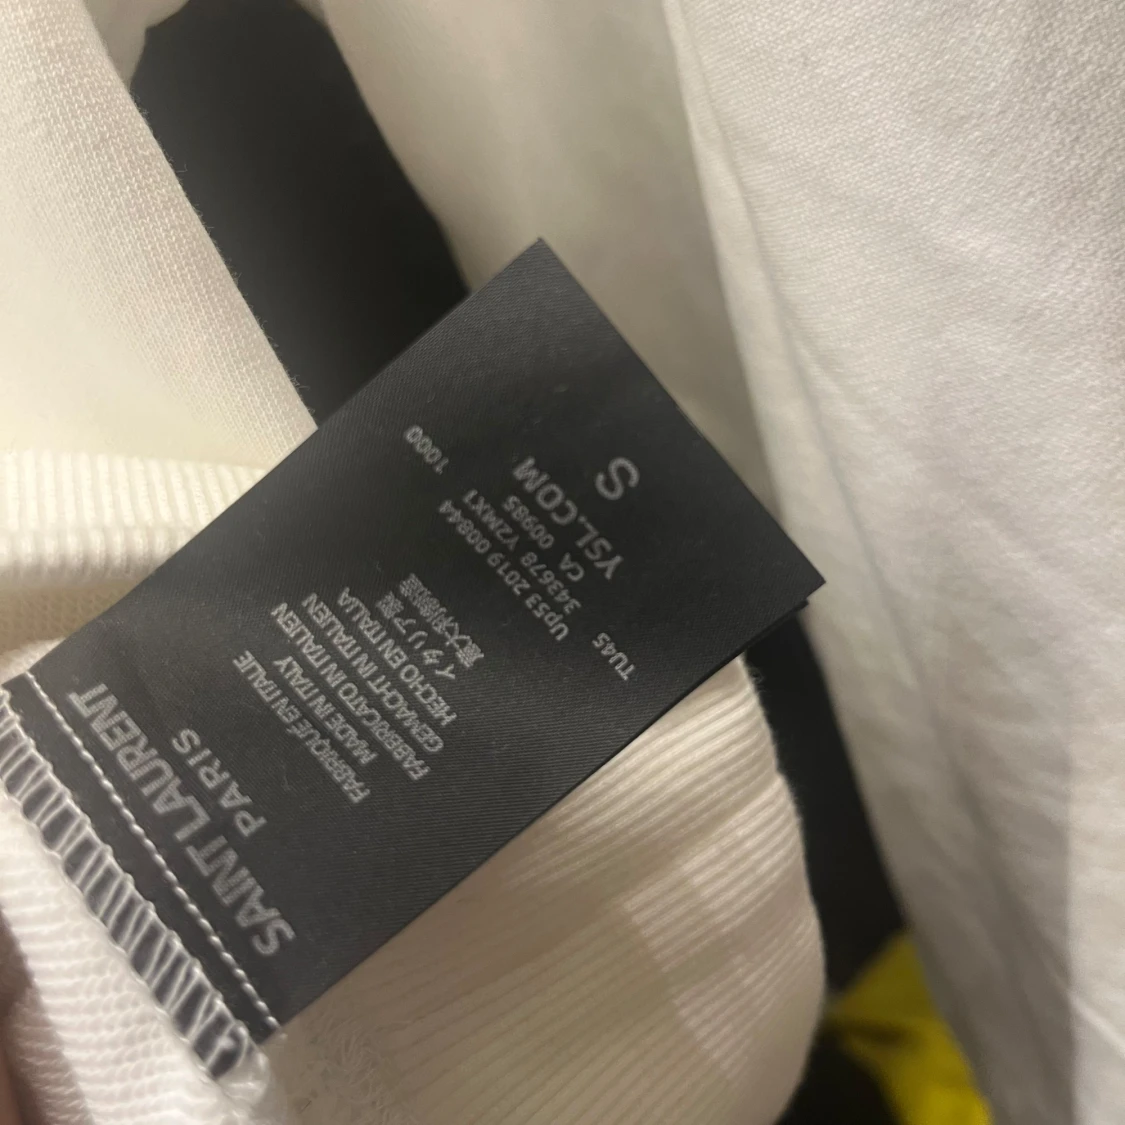 SAINT LAURENT
PARIS
FABRIQUÉ EN ITALIE
MADE IN ITALY
FABBRICATO IN ITALIEN
GEMACHT IN ITALIEN
HECHO EN ITALIA
イタリア製
意大利制造
Up53 2019 00844
343678 Y2MX1
CA 00985
YSL.COM
S
TU45
1000